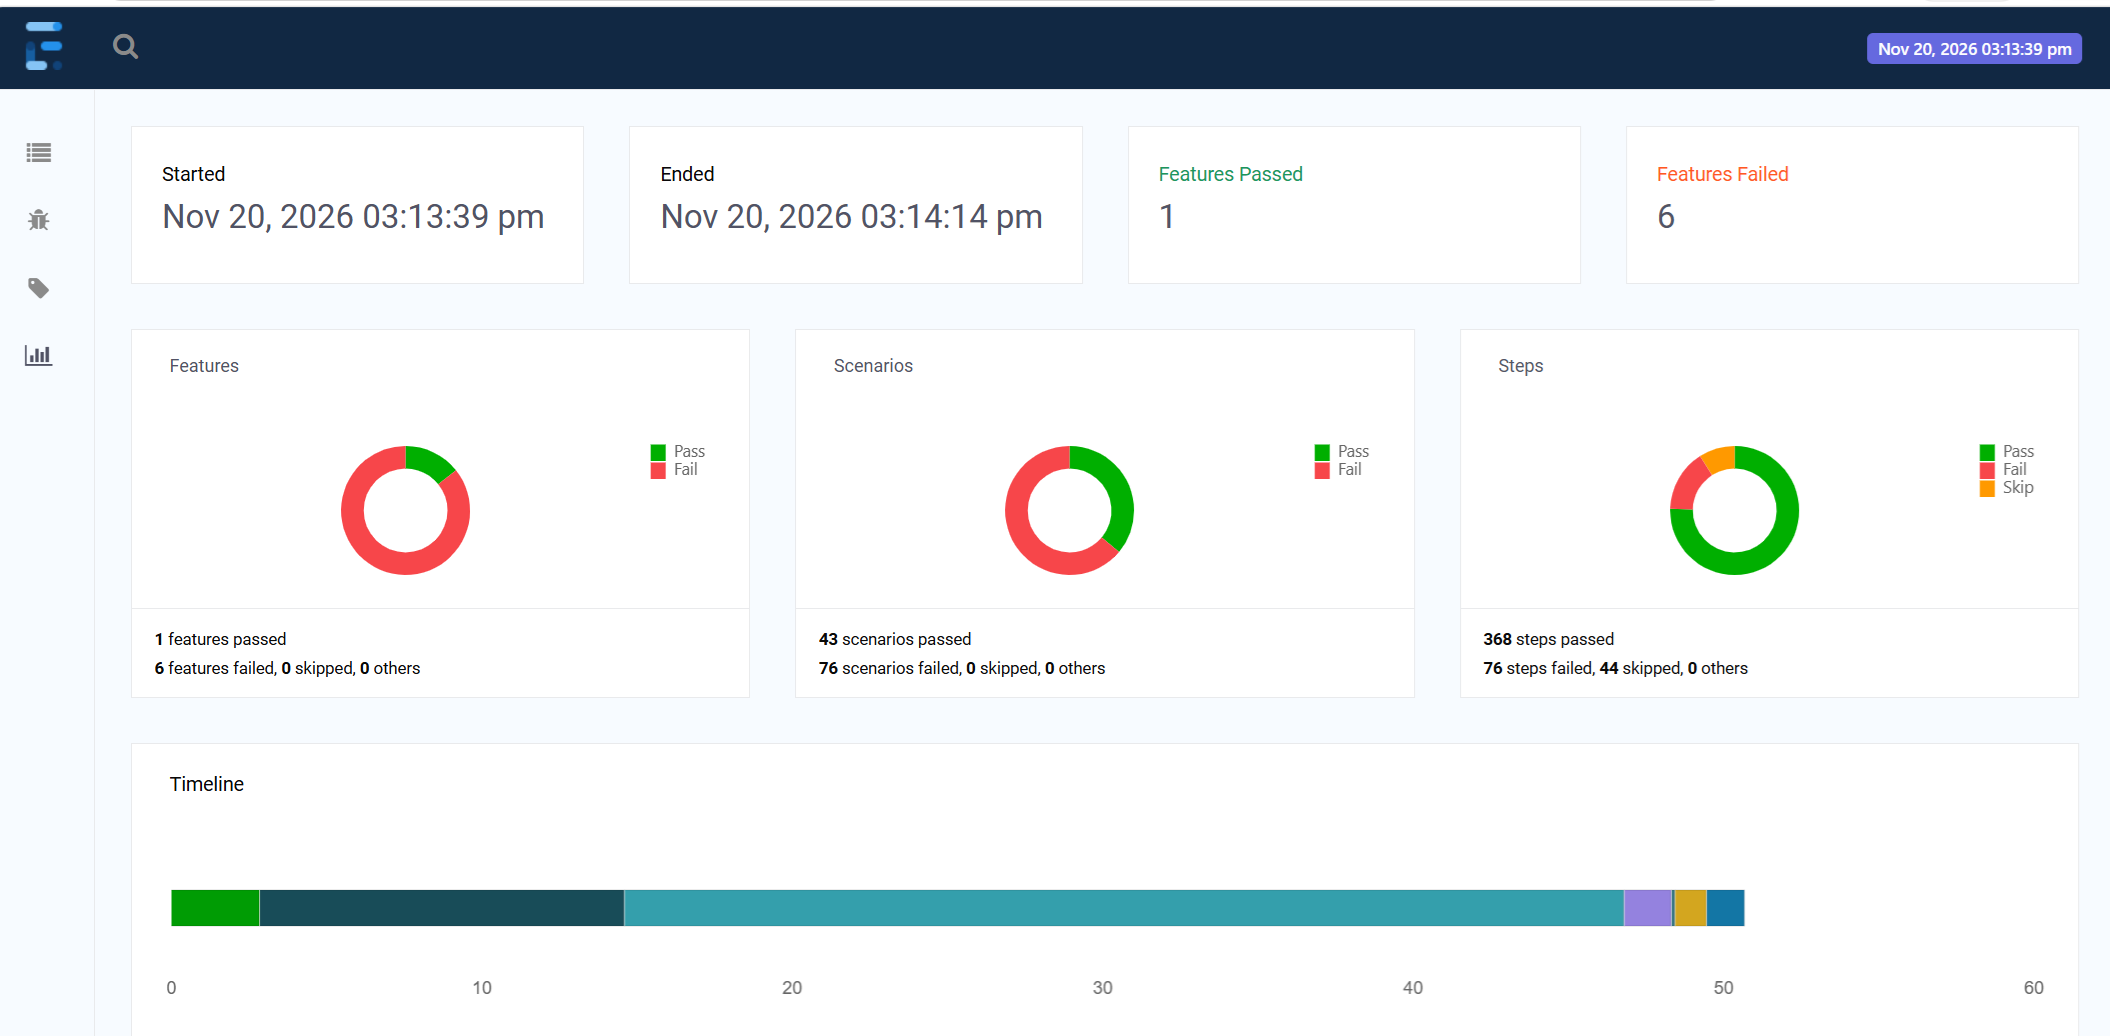 Nov 20, 2026 03:13:39 pm
Started
Nov 20, 2026 03:13:39 pm
Ended
Nov 20, 2026 03:14:14 pm
Features Passed
1
Features Failed
6
Features
Pass
Fail
1 features passed
6 features failed, 0 skipped, 0 others
Scenarios
Pass
Fail
43 scenarios passed
76 scenarios failed, 0 skipped, 0 others
Steps
Pass
Fail
Skip
368 steps passed
76 steps failed, 44 skipped, 0 others
Timeline
0 10 20 30 40 50 60